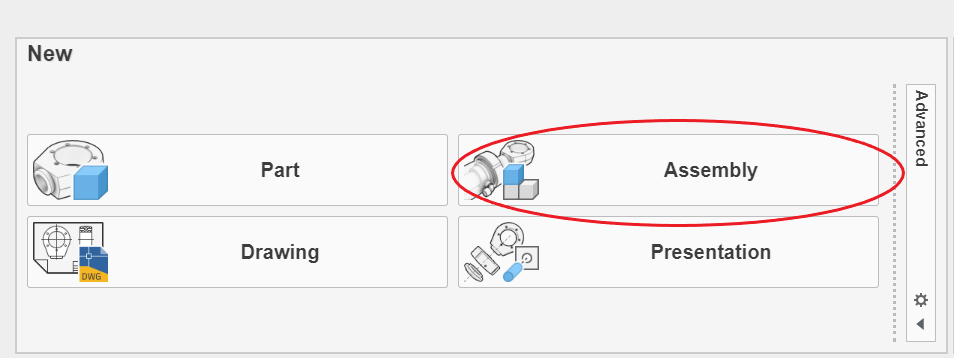 New
Advanced
Part
Assembly
Drawing
DWG
Presentation